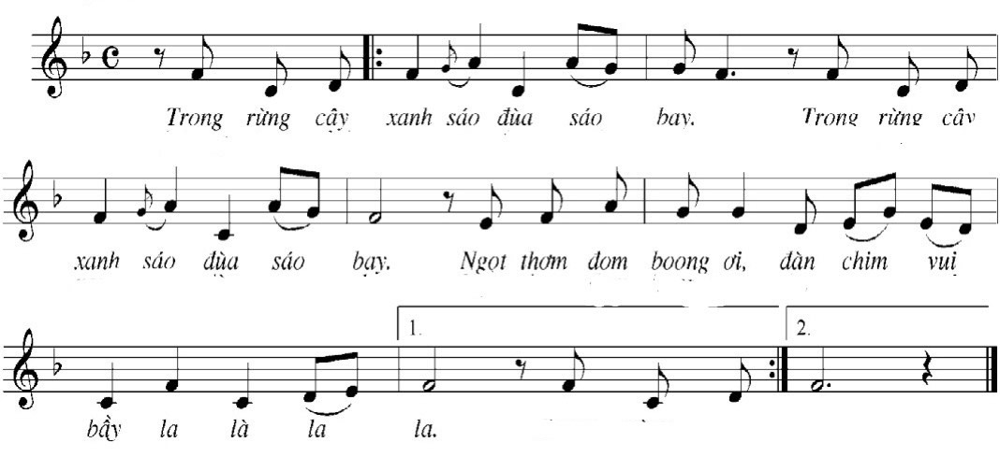 Trong rừng cây xanh sáo đùa sáo bay. Trong rừng cây
xanh sáo đùa sáo bay. Ngọt thơm đom boong ơi, đàn chim vui
1. 2.
bầy la là la la.